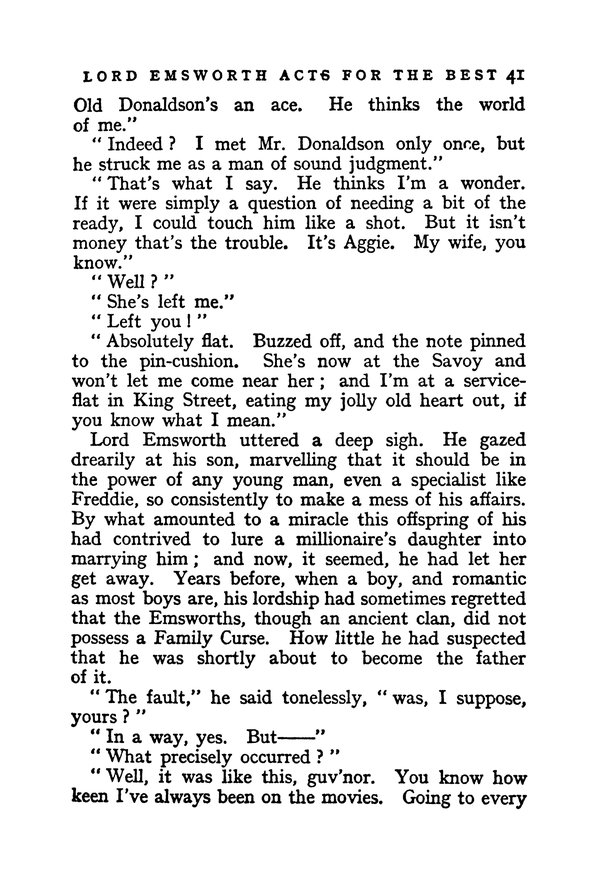 LORD EMSWORTH ACTS FOR THE BEST 41
Old Donaldson's an ace. He thinks the world
of me."
"Indeed? I met Mr. Donaldson only once, but
he struck me as a man of sound judgment."
"That's what I say. He thinks I'm a wonder.
If it were simply a question of needing a bit of the
ready, I could touch him like a shot. But it isn't
money that's the trouble. It's Aggie. My wife, you
know."
"Well?"
"She's left me."
"Left you!"
"Absolutely flat. Buzzed off, and the note pinned
to the pin-cushion. She's now at the Savoy and
won't let me come near her; and I'm at a service-
flat in King Street, eating my jolly old heart out, if
you know what I mean."
Lord Emsworth uttered a deep sigh. He gazed
drearily at his son, marvelling that it should be in
the power of any young man, even a specialist like
Freddie, so consistently to make a mess of his affairs.
By what amounted to a miracle this offspring of his
had contrived to lure a millionaire's daughter into
marrying him; and now, it seemed, he had let her
get away. Years before, when a boy, and romantic
as most boys are, his lordship had sometimes regretted
that the Emsworths, though an ancient clan, did not
possess a Family Curse. How little he had suspected
that he was shortly about to become the father
of it.
"The fault," he said tonelessly, "was, I suppose,
yours?"
"In a way, yes. But——"
"What precisely occurred?"
"Well, it was like this, guv'nor. You know how
keen I've always been on the movies. Going to every